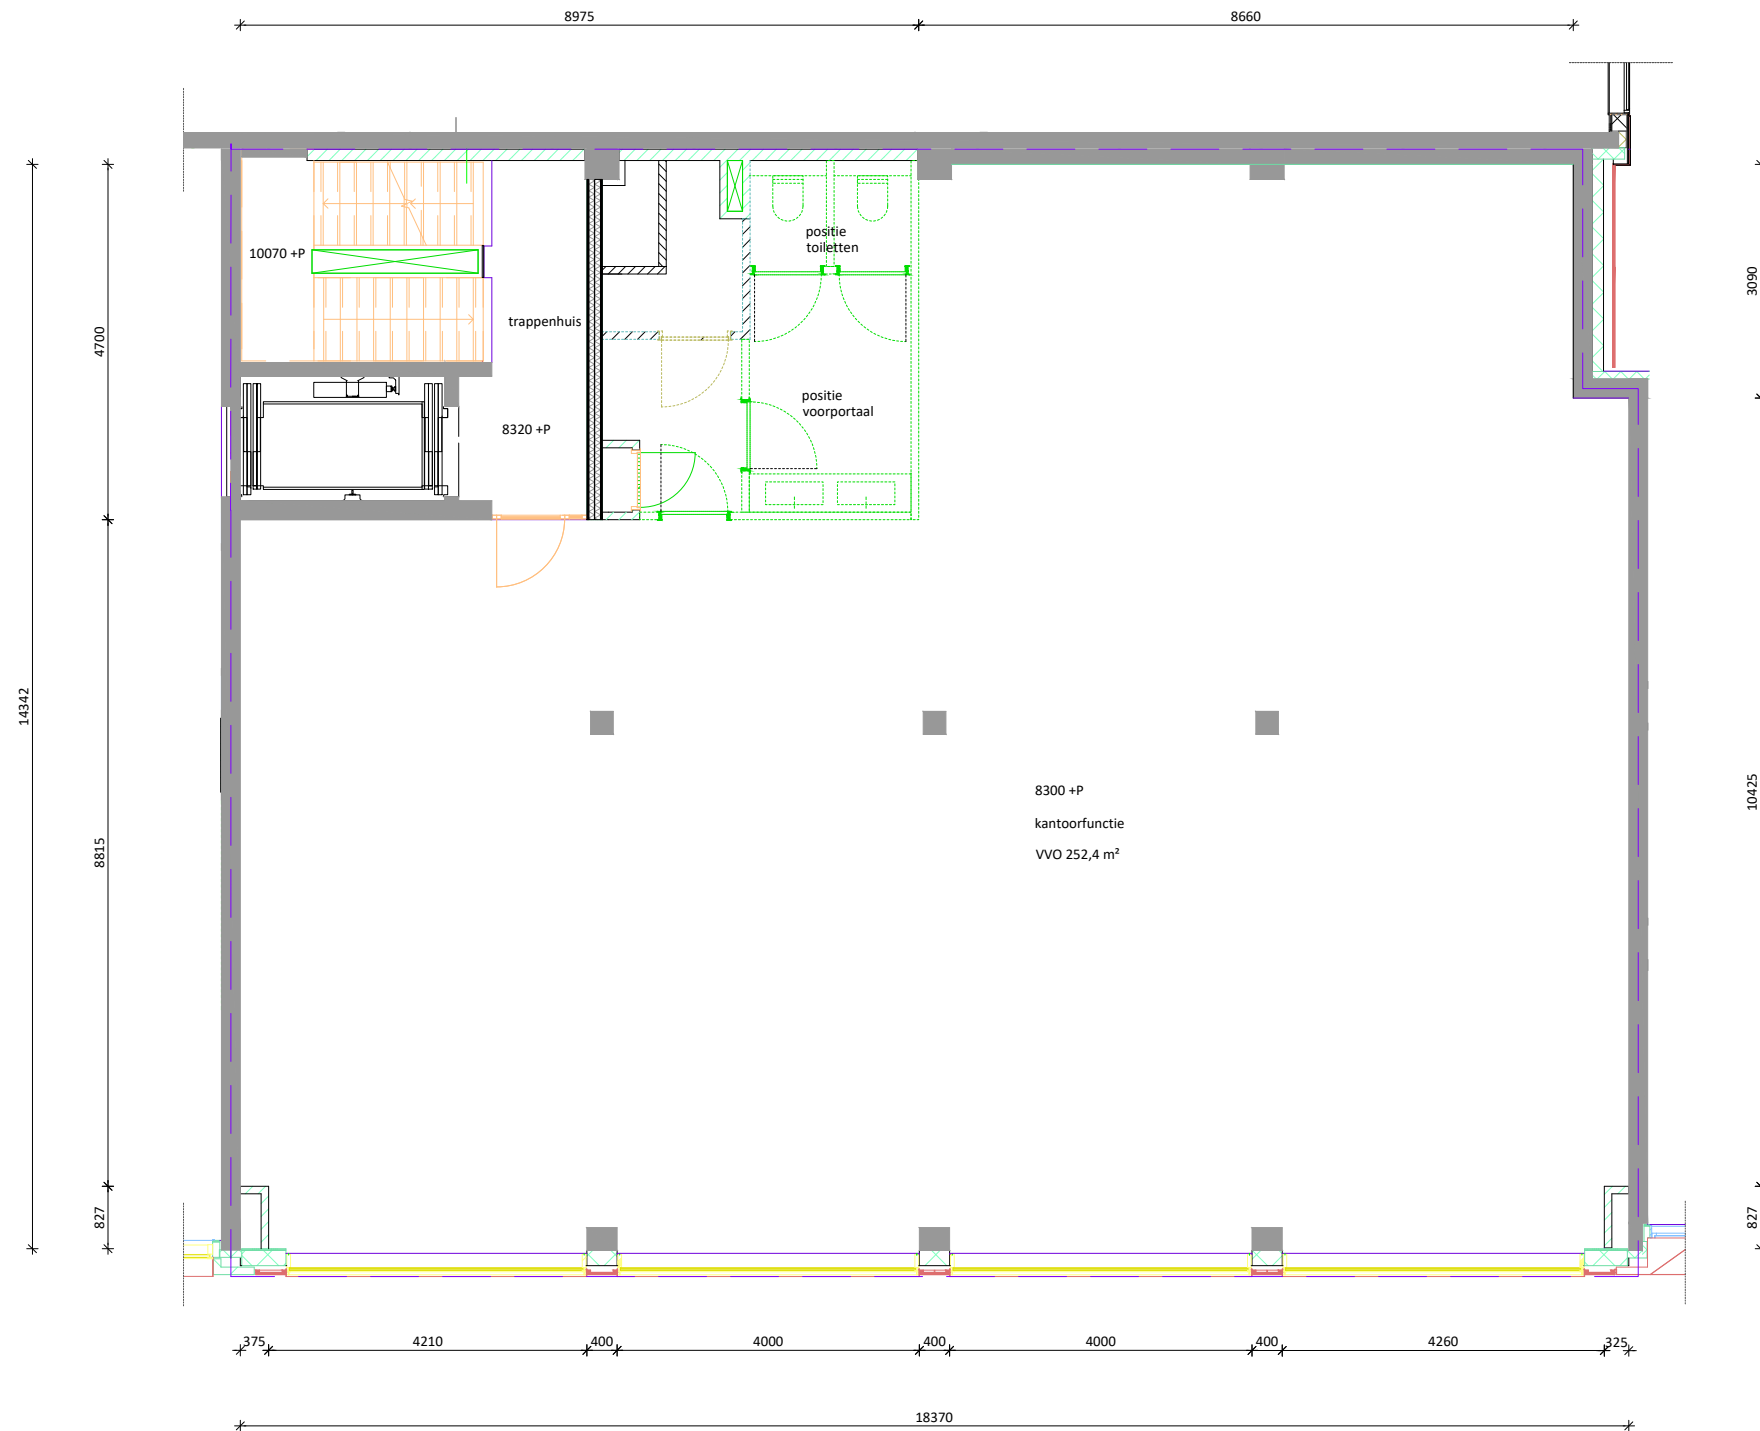 8975
8660
10070 +P
positie
toiletten
trappenhuis
3090
4700
positie
voorportaal
8320 +P
14342
8300 +P
10425
kantoorfunctie
8815
VVO 252,4 m²
827
827
375
4210
400
4000
400
4000
400
4260
325
18370